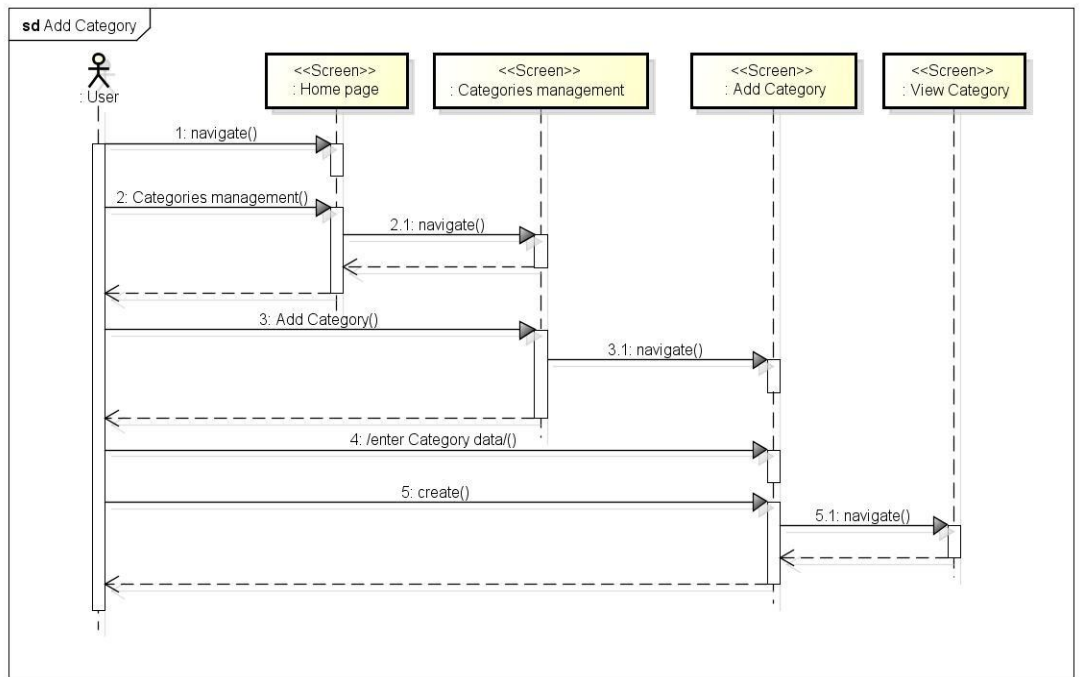 sd Add Category
: User
<<Screen>>
: Home page
<<Screen>>
: Categories management
<<Screen>>
: Add Category
<<Screen>>
: View Category
1: navigate()
2: Categories management()
2.1: navigate()
3: Add Category()
3.1: navigate()
4: /enter Category data/()
5: create()
5.1: navigate()